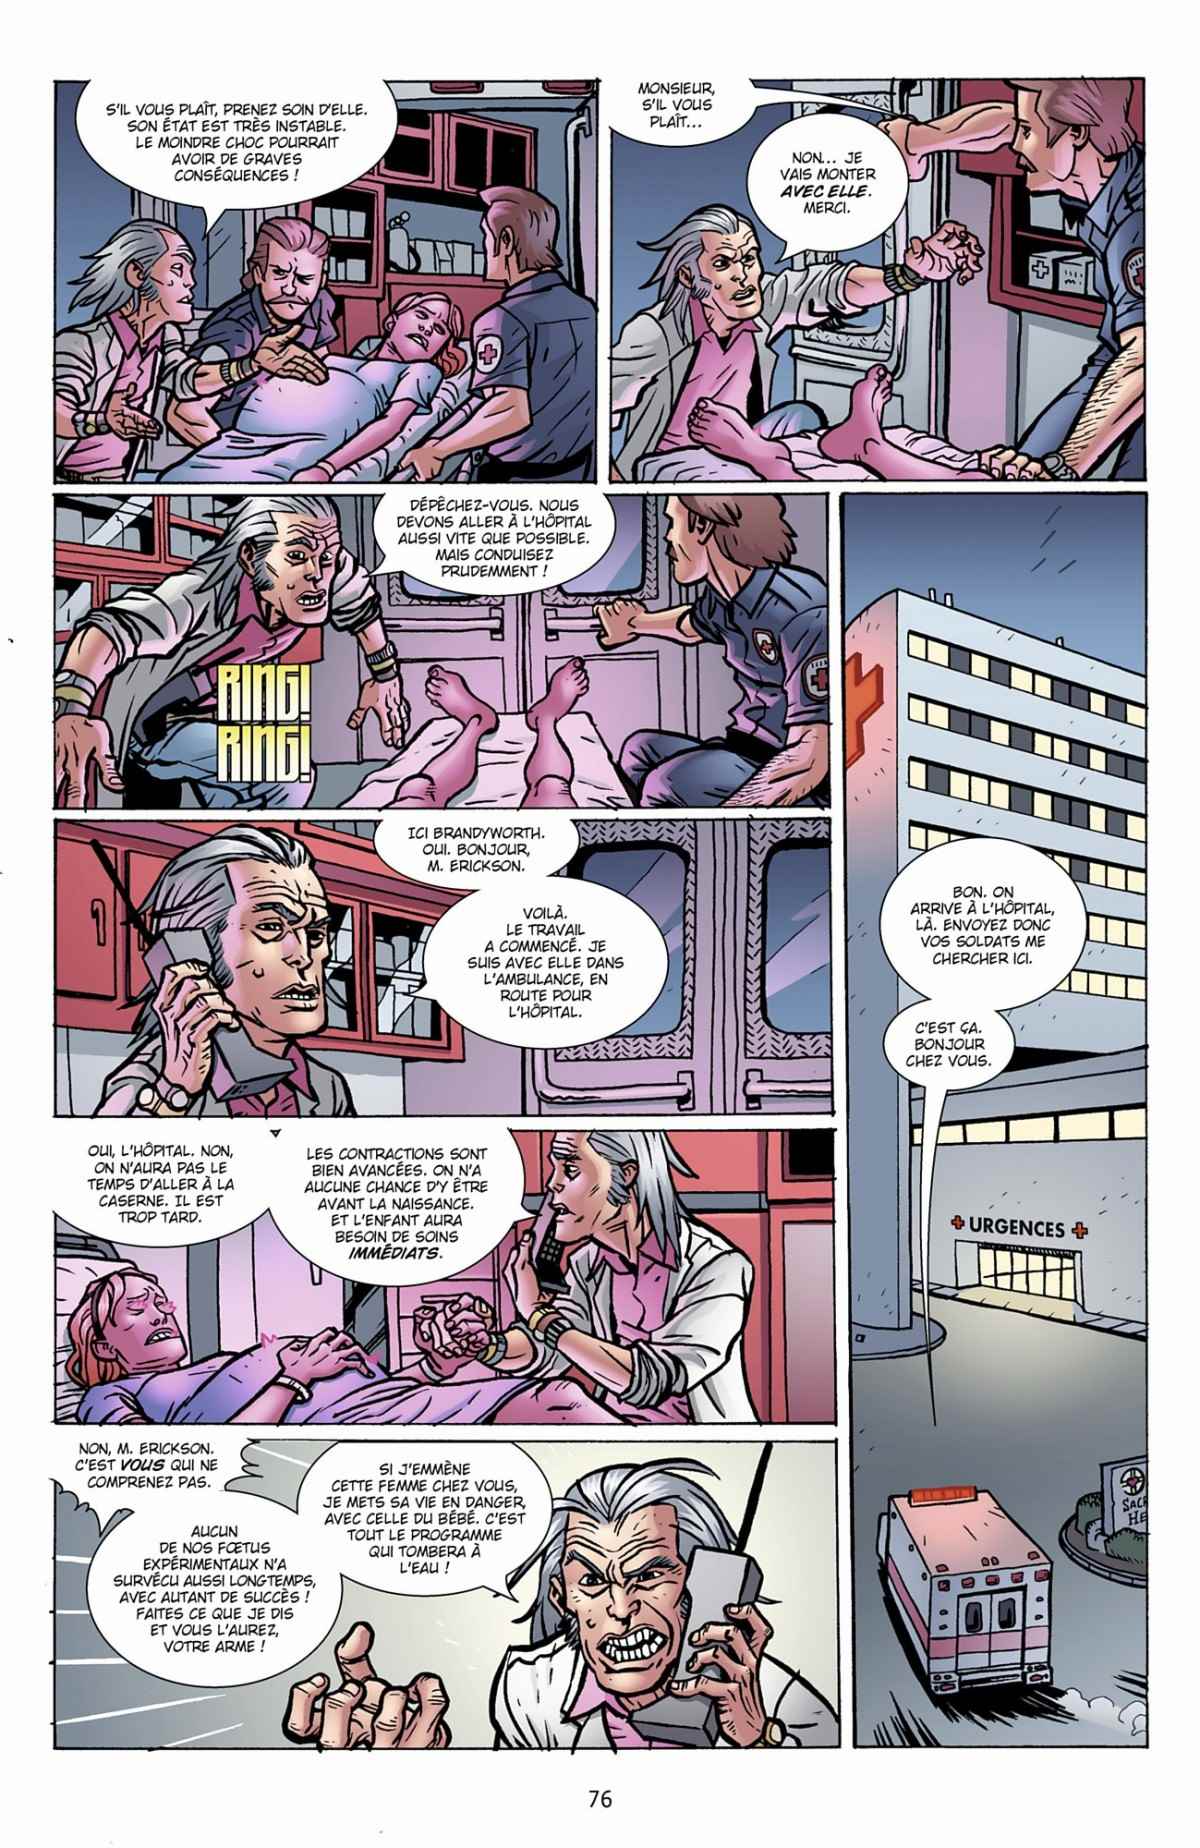 S'IL VOUS PLAÎT, PRENEZ SOIN D'ELLE.
SON ÉTAT EST TRÈS INSTABLE.
LE MOINDRE CHOC POURRAIT
AVOIR DE GRAVES
CONSÉQUENCES !
MONSIEUR,
S'IL VOUS
PLAÎT...
NON... JE
VAIS MONTER
AVEC ELLE.
MERCI.
DÉPÊCHEZ-VOUS. NOUS
DEVONS ALLER À L'HÔPITAL
AUSSI VITE QUE POSSIBLE.
MAIS CONDUISEZ
PRUDEMMENT !
RING!
RING!
ICI BRANDYWORTH.
OUI. BONJOUR,
M. ERICKSON.
VOILÀ.
LE TRAVAIL
A COMMENCÉ. JE
SUIS AVEC ELLE DANS
L'AMBULANCE, EN
ROUTE POUR
L'HÔPITAL.
OUI, L'HÔPITAL. NON,
ON N'AURA PAS LE
TEMPS D'ALLER À LA
CASERNE. IL EST
TROP TARD.
LES CONTRACTIONS SONT
BIEN AVANCÉES. ON N'A
AUCUNE CHANCE D'Y ÊTRE
AVANT LA NAISSANCE.
ET L'ENFANT AURA
BESOIN DE SOINS
IMMÉDIATS.
NON, M. ERICKSON.
C'EST VOUS QUI NE
COMPRENEZ PAS.
AUCUN
DE NOS FŒTUS
EXPÉRIMENTAUX N'A
SURVÉCU AUSSI LONGTEMPS,
AVEC AUTANT DE SUCCÈS !
FAITES CE QUE JE DIS
ET VOUS L'AUREZ,
VOTRE ARME !
SI J'EMMÈNE
CETTE FEMME CHEZ VOUS,
JE METS SA VIE EN DANGER,
AVEC CELLE DU BÉBÉ. C'EST
TOUT LE PROGRAMME
QUI TOMBERA À
L'EAU !
BON. ON
ARRIVE À L'HÔPITAL,
LÀ. ENVOYEZ DONC
VOS SOLDATS ME
CHERCHER ICI.
C'EST ÇA.
BONJOUR
CHEZ VOUS.
URGENCES
SAC
HE
76